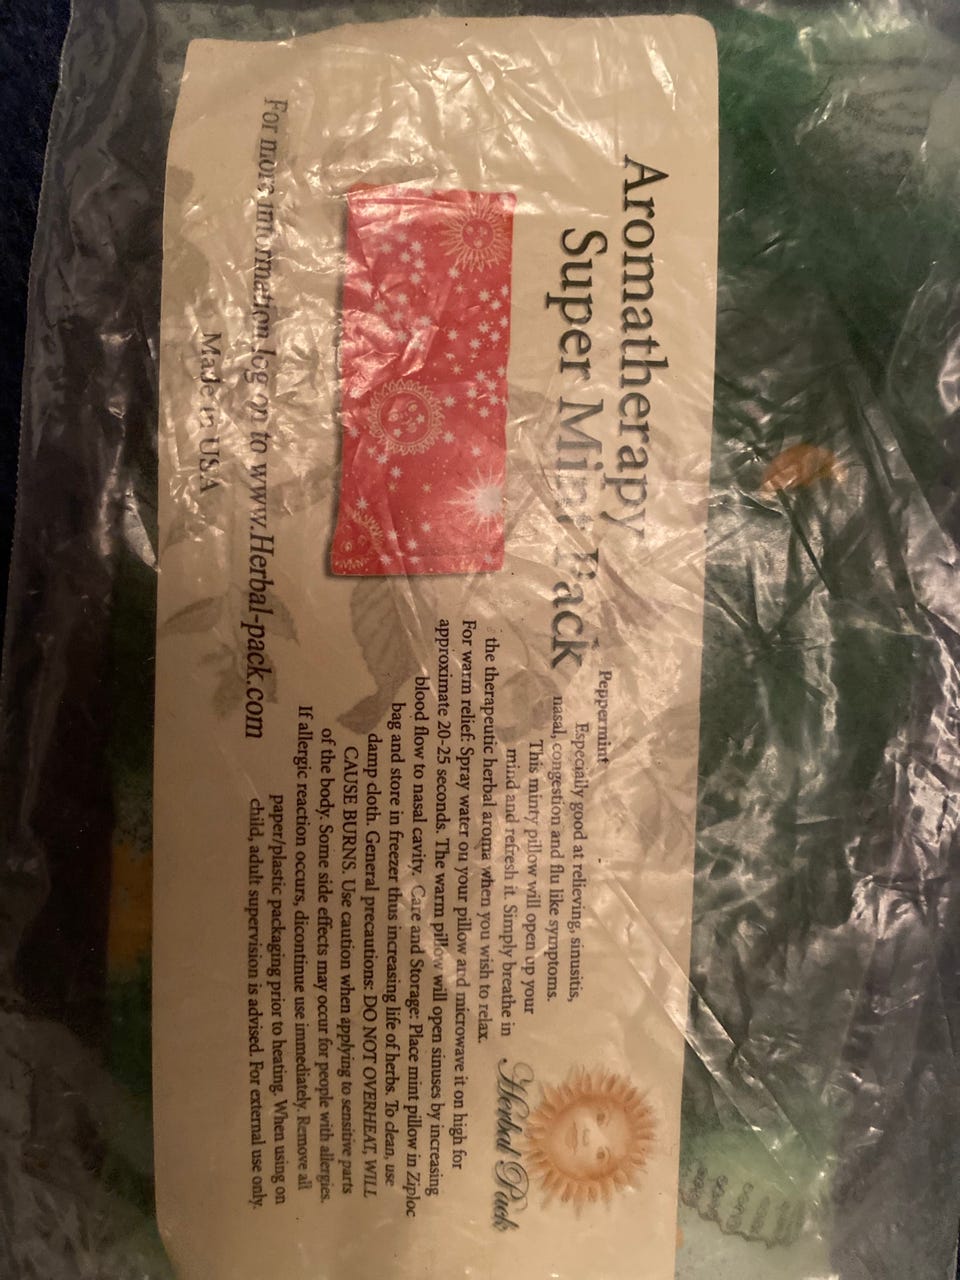 Aromatherapy
Super Mint Pack
Peppermint
Especially good at relieving, sinusitis,
nasal, congestion and flu like symptoms.
This minty pillow will open up your
mind and refresh it. Simply breathe in
the therapeutic herbal aroma when you wish to relax.
For warm relief: Spray water on your pillow and microwave it on high for
approximate 20-25 seconds. The warm pillow will open sinuses by increasing
blood flow to nasal cavity. Care and Storage: Place mint pillow in Ziploc
bag and store in freezer thus increasing life of herbs. To clean, use
damp cloth. General precautions: DO NOT OVERHEAT, WILL
CAUSE BURNS. Use caution when applying to sensitive parts
of the body. Some side effects may occur for people with allergies.
If allergic reaction occurs, dicontinue use immediately. Remove all
paper/plastic packaging prior to heating. When using on
child, adult supervision is advised. For external use only.
Herbal Pack
For more information log on to www.Herbal-pack.com
Made in USA